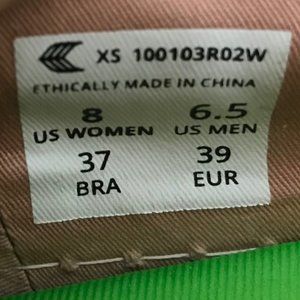 XS 100103R02W
ETHICALLY MADE IN CHINA
8 6.5
US WOMEN US MEN
37 39
BRA EUR